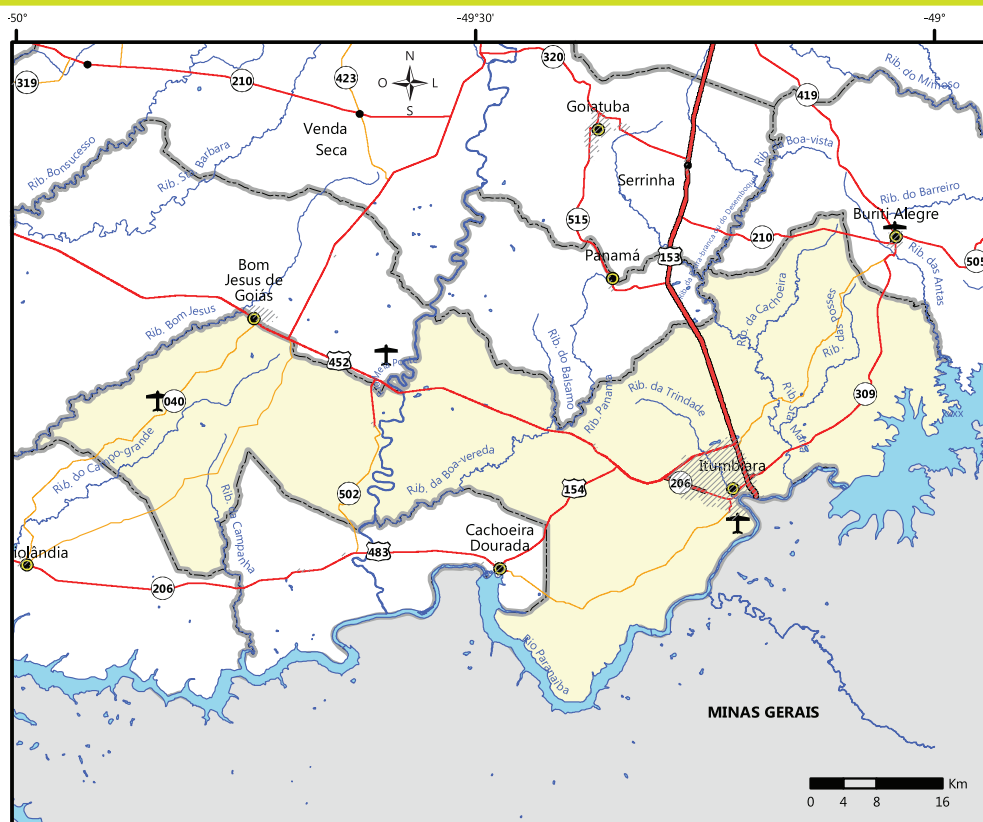 -50°
-49°30'
-49°
319
210
423
N
O L
S
320
419
Rib. do Mimoso
Goiatuba
Venda
Seca
Rib. Bonsucesso
Serrinha
Boa-vista
Rib. do Barreiro
Buriti Alegre
515
210
505
Panamá
153
Rib. das Antas
Bom
Jesus de
Goiás
Rib. Bom Jesus
Rib. da Cachoeira
Rib. das Posses
452
Rib. do Balsamo
Rib. Panamá
Rib. da Trindade
040
309
Rib. do Campo-grande
Rib. da Boa-vereda
Itumbiara
206
154
502
Rib. da Campanha
Cachoeira
Dourada
iolândia
483
206
Rio Paranaíba
MINAS GERAIS
Km
0 4 8 16